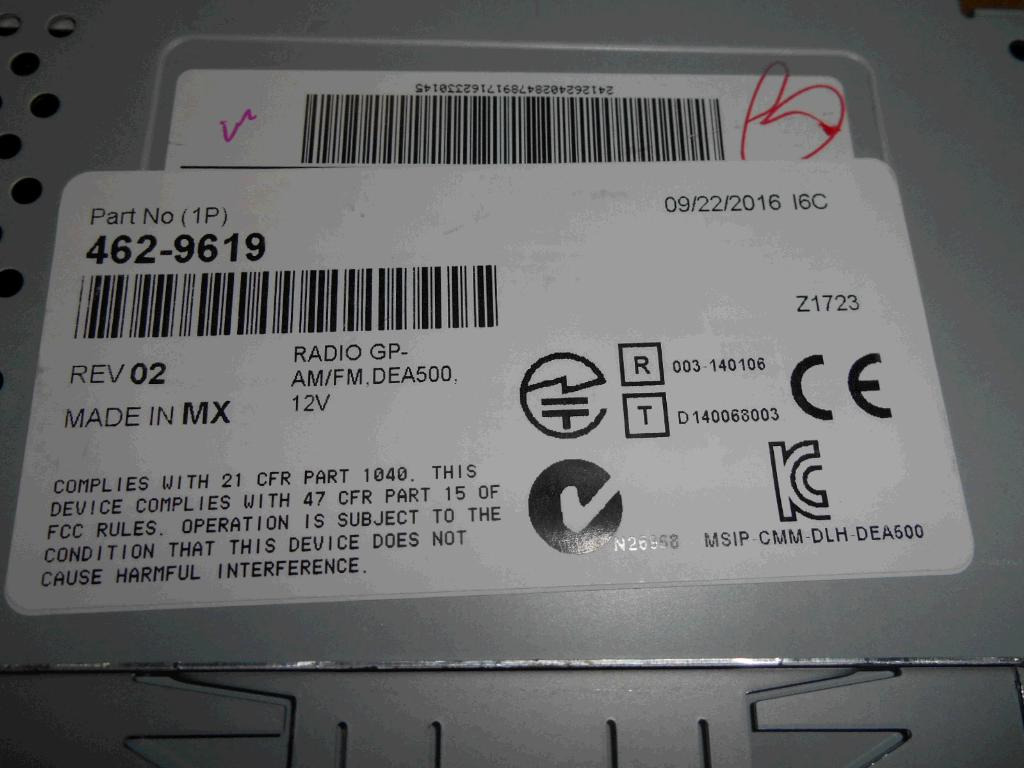 2412624028478917162330145
Part No (1P)
462-9619
09/22/2016 I6C
Z1723
REV 02
RADIO GP-
AM/FM,DEA500,
12V
MADE IN MX
R 003-140106
T D140068003
CE
COMPLIES WITH 21 CFR PART 1040. THIS
DEVICE COMPLIES WITH 47 CFR PART 15 OF
FCC RULES. OPERATION IS SUBJECT TO THE
CONDITION THAT THIS DEVICE DOES NOT
CAUSE HARMFUL INTERFERENCE.
MSIP-CMM-DLH-DEA500